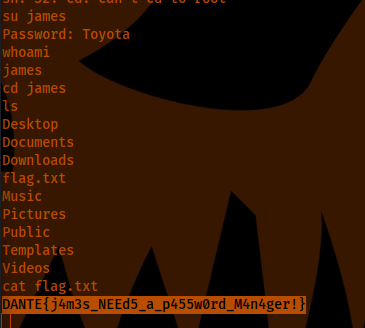 sh: 32: cd: can't cd to root
su james
Password: Toyota
whoami
james
cd james
ls
Desktop
Documents
Downloads
flag.txt
Music
Pictures
Public
Templates
Videos
cat flag.txt
DANTE{j4m3s_NEEd5_a_p455w0rd_M4n4ger!}